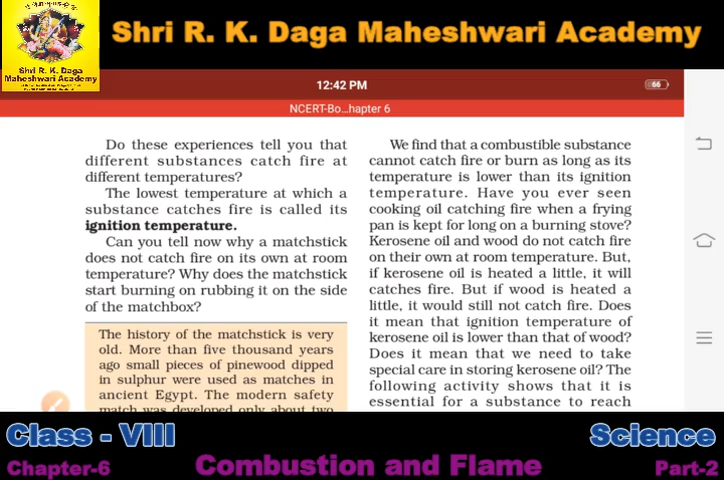 Shri R. K. Daga Maheshwari Academy
Shri R. K. Daga
Maheshwari Academy
12:42 PM
66
NCERT-Bo...hapter 6
Do these experiences tell you that
different substances catch fire at
different temperatures?
The lowest temperature at which a
substance catches fire is called its
ignition temperature.
Can you tell now why a matchstick
does not catch fire on its own at room
temperature? Why does the matchstick
start burning on rubbing it on the side
of the matchbox?
The history of the matchstick is very
old. More than five thousand years
ago small pieces of pinewood dipped
in sulphur were used as matches in
ancient Egypt. The modern safety
match was developed only about two
We find that a combustible substance
cannot catch fire or burn as long as its
temperature is lower than its ignition
temperature. Have you ever seen
cooking oil catching fire when a frying
pan is kept for long on a burning stove?
Kerosene oil and wood do not catch fire
on their own at room temperature. But,
if kerosene oil is heated a little, it will
catches fire. But if wood is heated a
little, it would still not catch fire. Does
it mean that ignition temperature of
kerosene oil is lower than that of wood?
Does it mean that we need to take
special care in storing kerosene oil? The
following activity shows that it is
essential for a substance to reach
Class - VIII
Science
Chapter-6
Combustion and Flame
Part-2